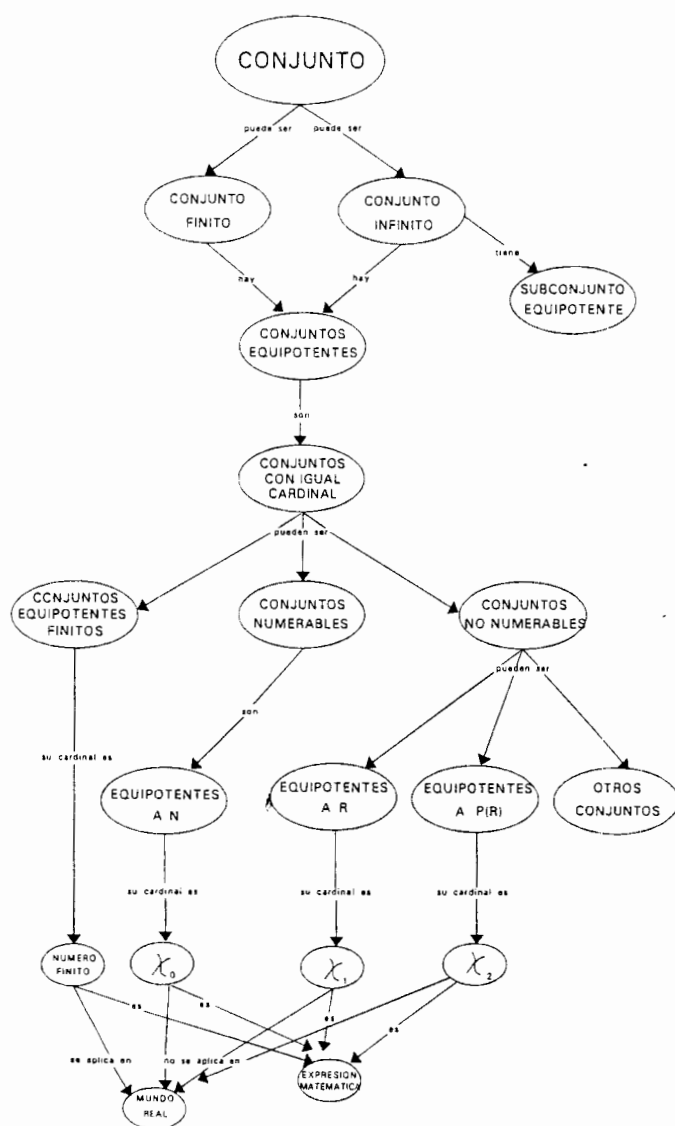 CONJUNTO
puede ser puede ser
CONJUNTO
FINITO
CONJUNTO
INFINITO
tiene
hay hay
SUBCONJUNTO
EQUIPOTENTE
CONJUNTOS
EQUIPOTENTES
son
CONJUNTOS
CON IGUAL
CARDINAL
pueden ser
CCNJUNTOS
EQUIPOTENTES
FINITOS
CONJUNTOS
NUMERABLES
CONJUNTOS
NO NUMERABLES
pueden ser
son
su cardinal es
EQUIPOTENTES
A N
EQUIPOTENTES
A R
EQUIPOTENTES
A P(R)
OTROS
CONJUNTOS
su cardinal es su cardinal es su cardinal es
NUMERO
FINITO
χ0
χ1
χ2
es es es es
se aplica en no se aplica en
EXPRESION
MATEMATICA
MUNDO
REAL